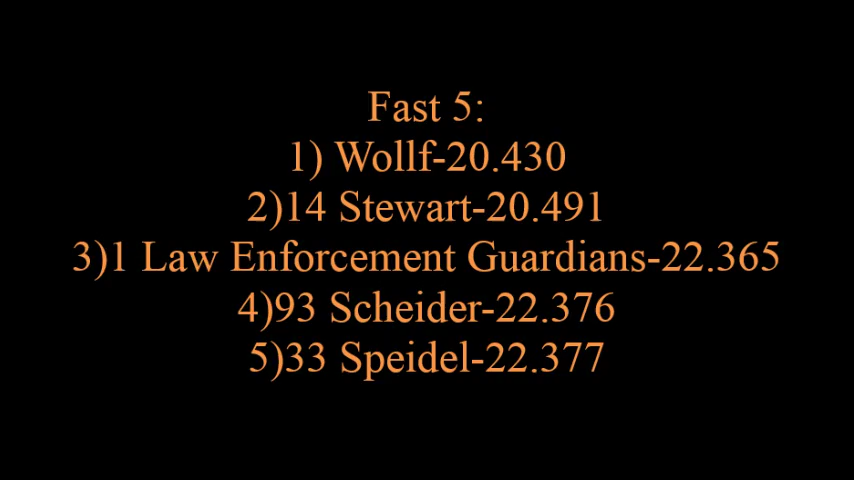 Fast 5:
1) Wollf-20.430
2)14 Stewart-20.491
3)1 Law Enforcement Guardians-22.365
4)93 Scheider-22.376
5)33 Speidel-22.377